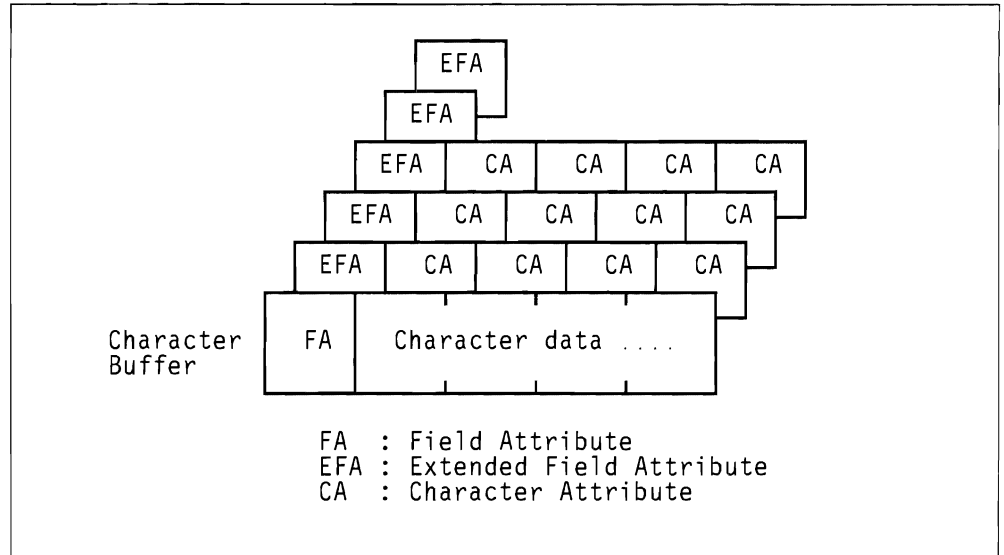 EFA
EFA
EFA CA CA CA CA
EFA CA CA CA CA
EFA CA CA CA CA
Character Buffer
FA Character data ....
FA : Field Attribute
EFA : Extended Field Attribute
CA : Character Attribute